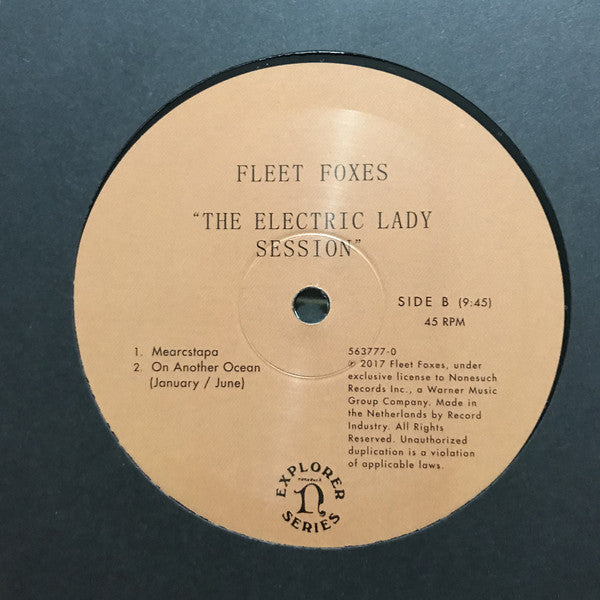 FLEET FOXES
"THE ELECTRIC LADY
SESSION"
SIDE B (9:45)
45 RPM
1. Mearcstapa
2. On Another Ocean
(January / June)
563777-0
℗ 2017 Fleet Foxes, under
exclusive license to Nonesuch
Records Inc., a Warner Music
Group Company. Made in
the Netherlands by Record
Industry. All Rights
Reserved. Unauthorized
duplication is a violation
of applicable laws.
EXPLORER
nonesuch
n
SERIES